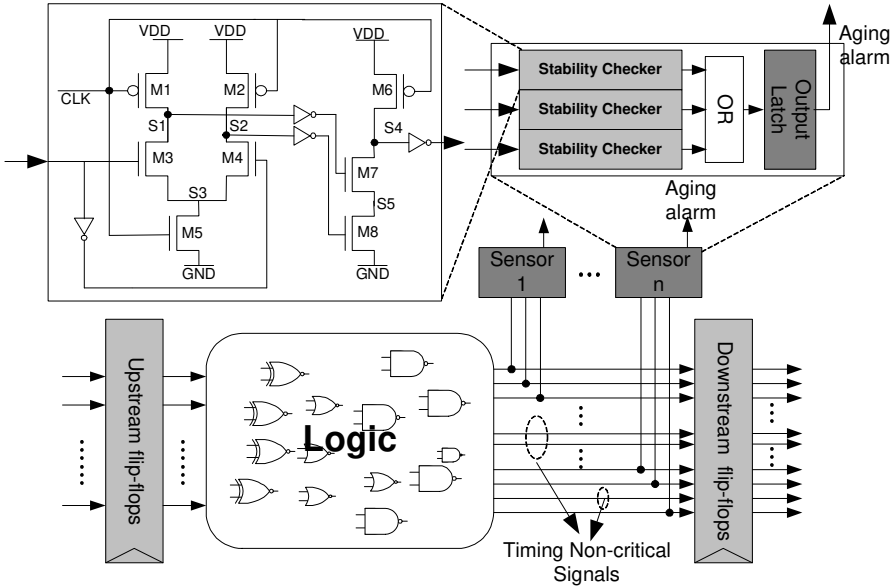 VDD
VDD
VDD
S1
M1
M2
M6
CLK
S1
S2
S4
M3
M4
M7
S3
S5
M5
M8
GND
GND
Stability Checker
Stability Checker
Stability Checker
OR
Output
Latch
Aging
alarm
Aging
alarm
Sensor
1
...
Sensor
n
Upstream flip-flops
Logic
Downstream flip-flops
Timing Non-critical
Signals